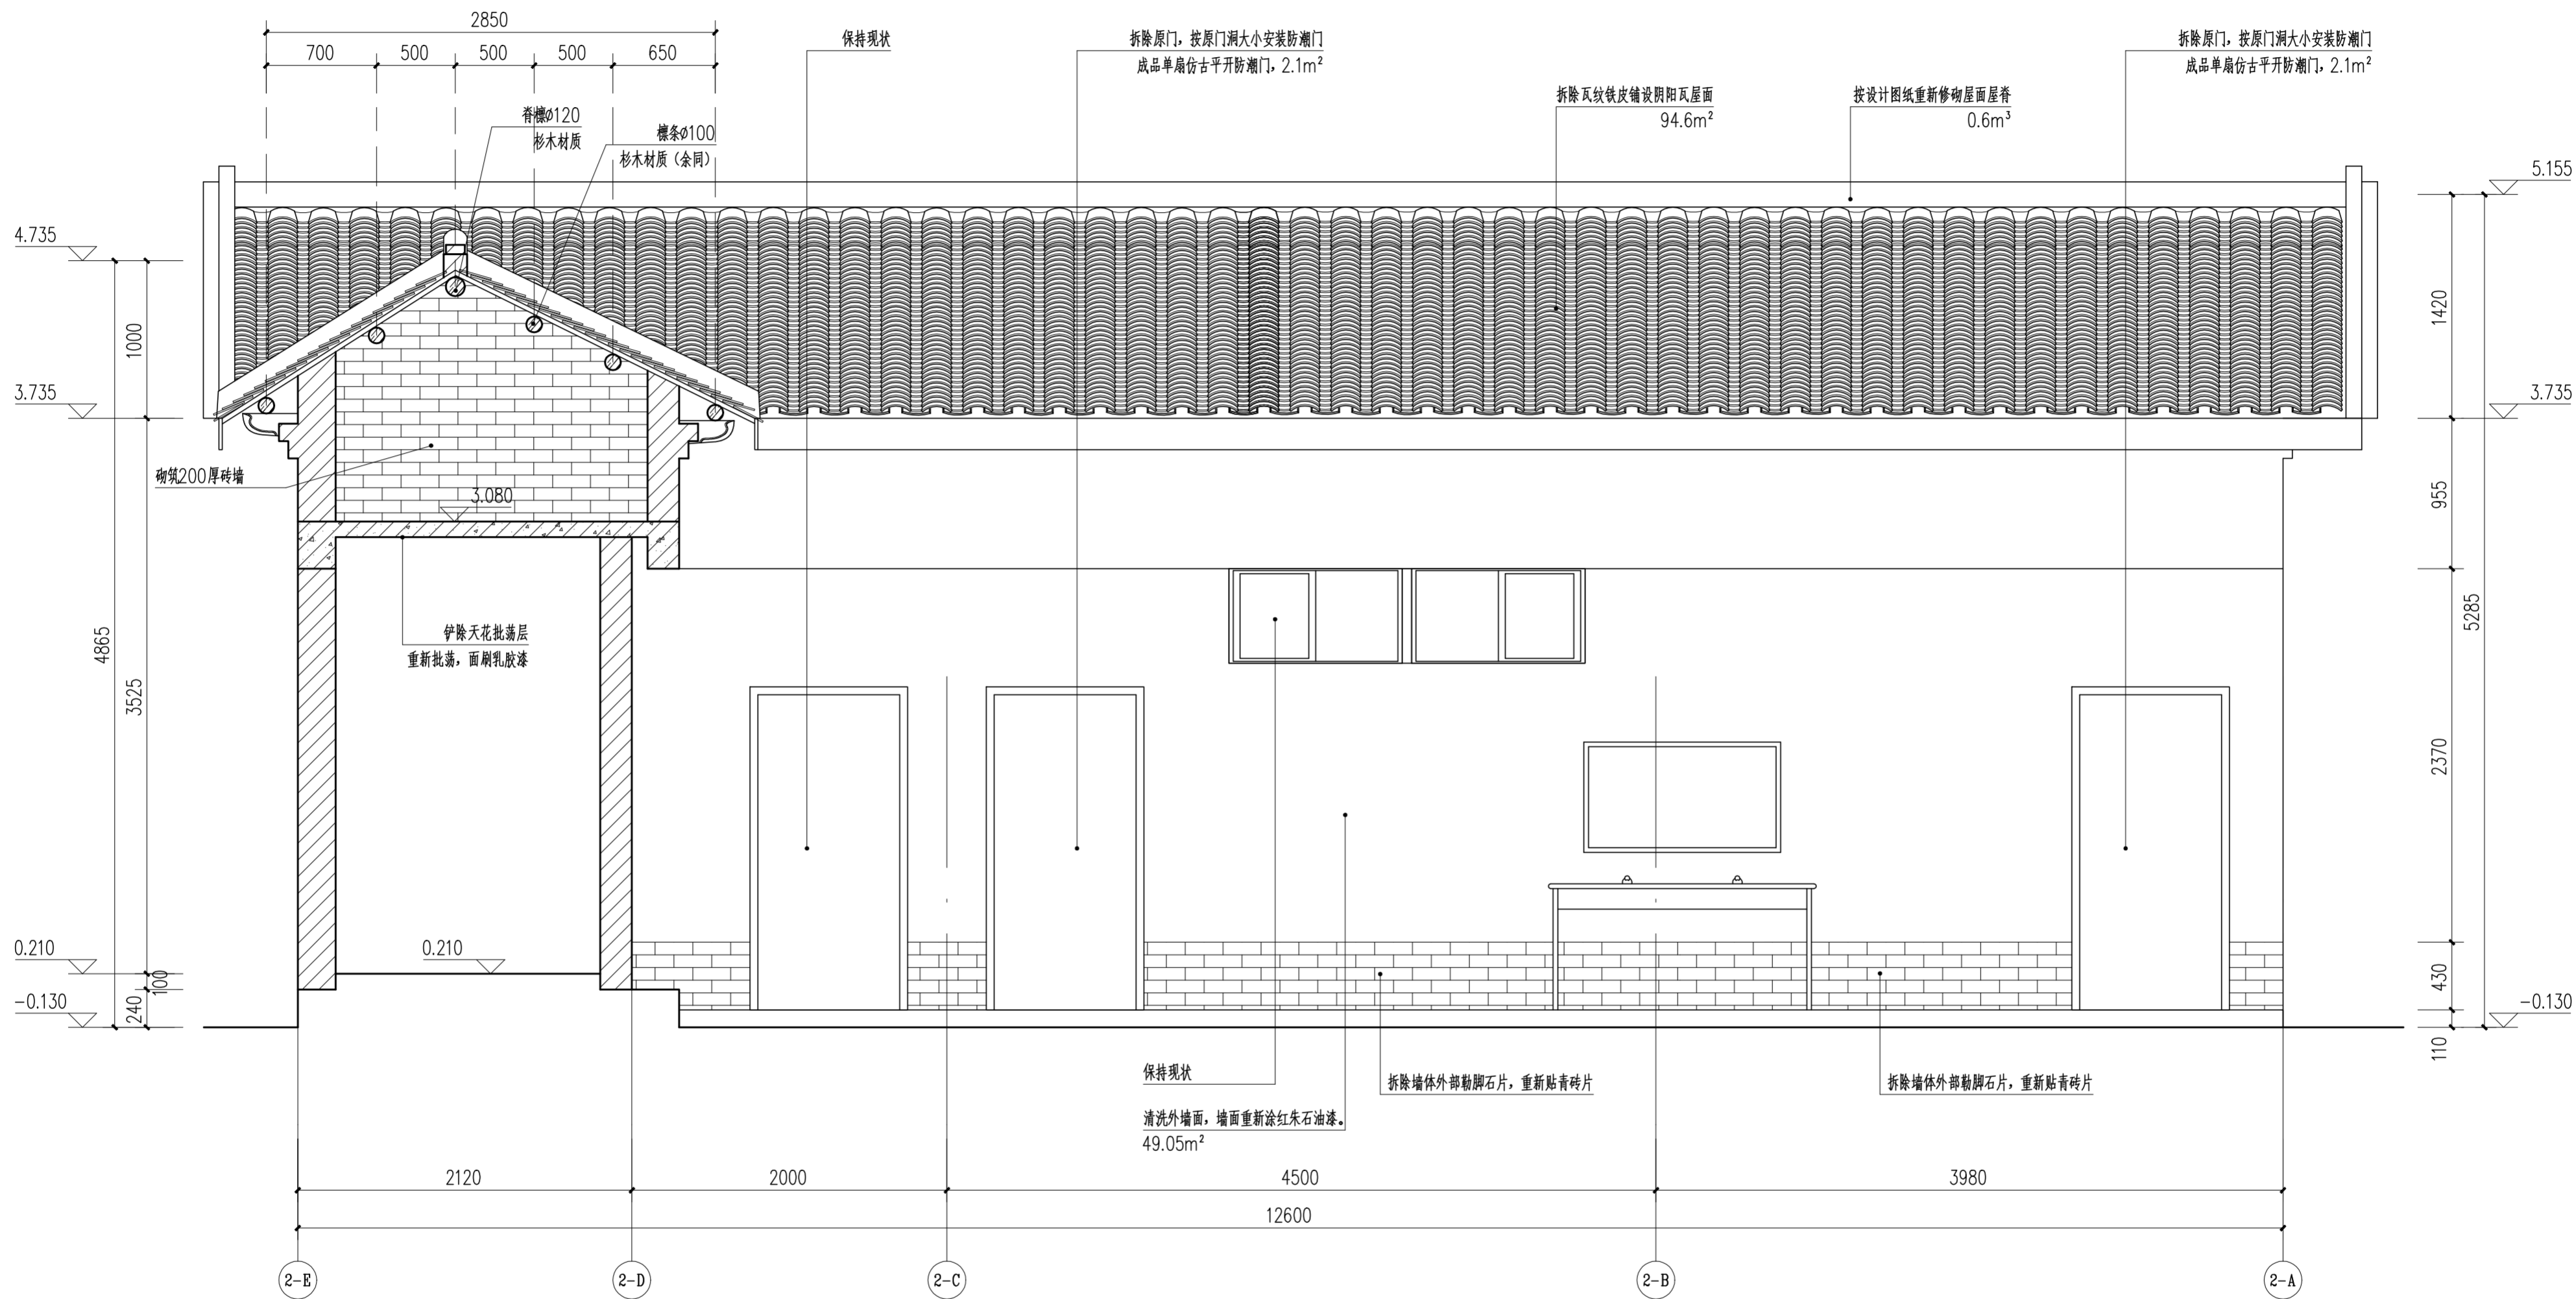 2850
700
500
500
500
650
保持现状
拆除原门，按原门洞大小安装防潮门
成品单扇仿古平开防潮门，2.1m²
拆除原门，按原门洞大小安装防潮门
成品单扇仿古平开防潮门，2.1m²
拆除瓦纹铁皮铺设阴阳瓦屋面
94.6m²
按设计图纸重新修砌屋面屋脊
0.6m³
脊檩ø120
杉木材质
檩条ø100
杉木材质（余同）
5.155
4.735
1420
1000
3.735
3.735
砌筑200厚砖墙
3.080
955
铲除天花批荡层
重新批荡，面刷乳胶漆
4865
3525
5285
2370
0.210
0.210
100
240
-0.130
430
-0.130
110
保持现状
拆除墙体外部勒脚石片，重新贴青砖片
拆除墙体外部勒脚石片，重新贴青砖片
清洗外墙面，墙面重新涂红朱石油漆。
49.05m²
2120
2000
4500
3980
12600
2-E
2-D
2-C
2-B
2-A